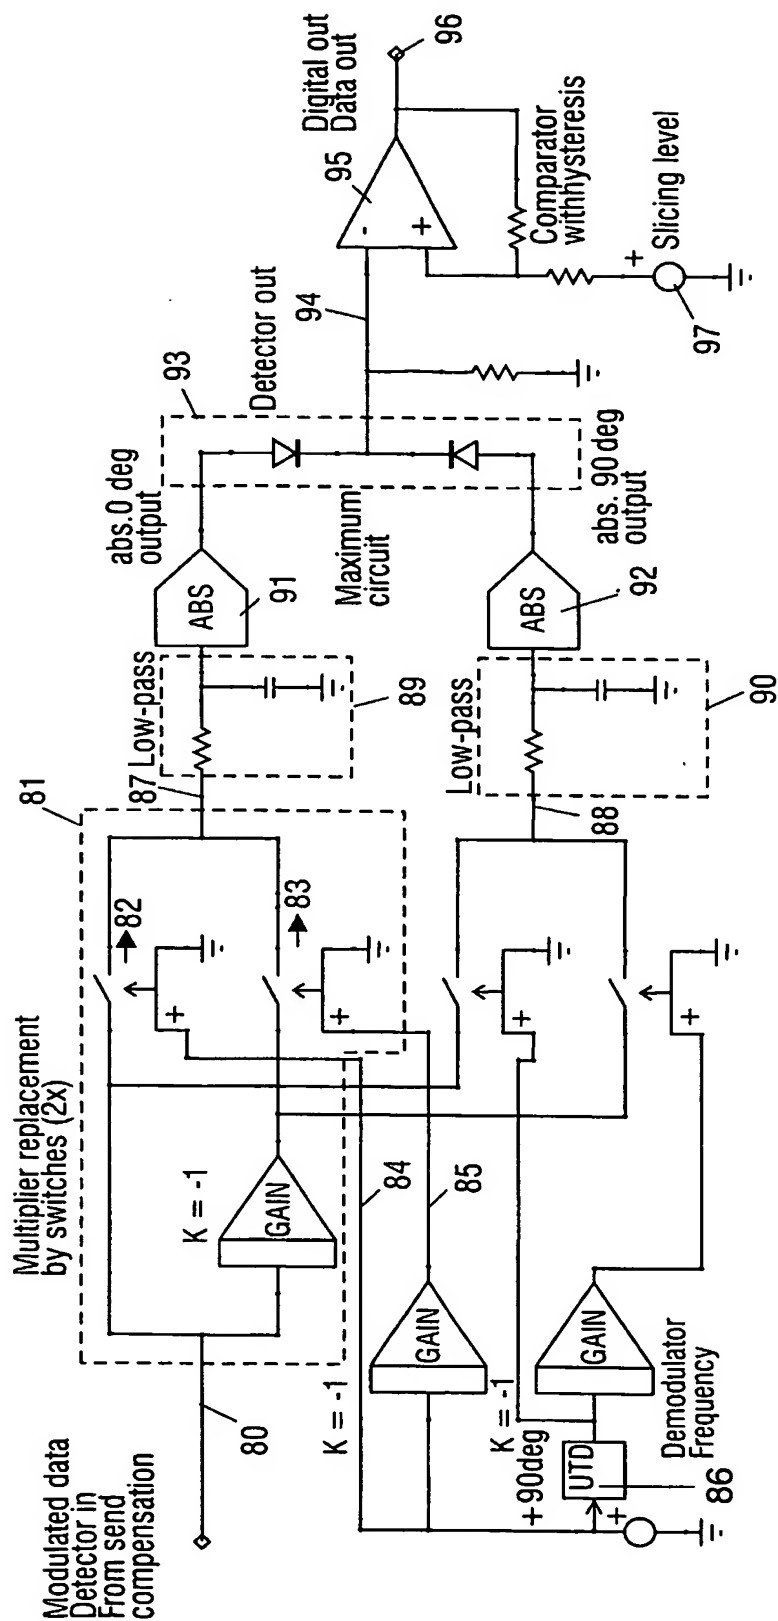 Modulated data
Detector in
From send
compensation
80
Multiplier replacement
by switches (2x)
81
K = -1
GAIN
82
83
+
+
84
85
K = -1
GAIN
+90deg
UTD
86
+
K = -1
GAIN
Demodulator
Frequency
+
+
87
Low-pass
89
88
Low-pass
90
ABS
91
ABS
92
abs.0 deg
output
Maximum
circuit
abs. 90 deg
output
93
Detector out
94
95
-
+
Digital out
Data out
96
Comparator
withhysteresis
+
Slicing level
97